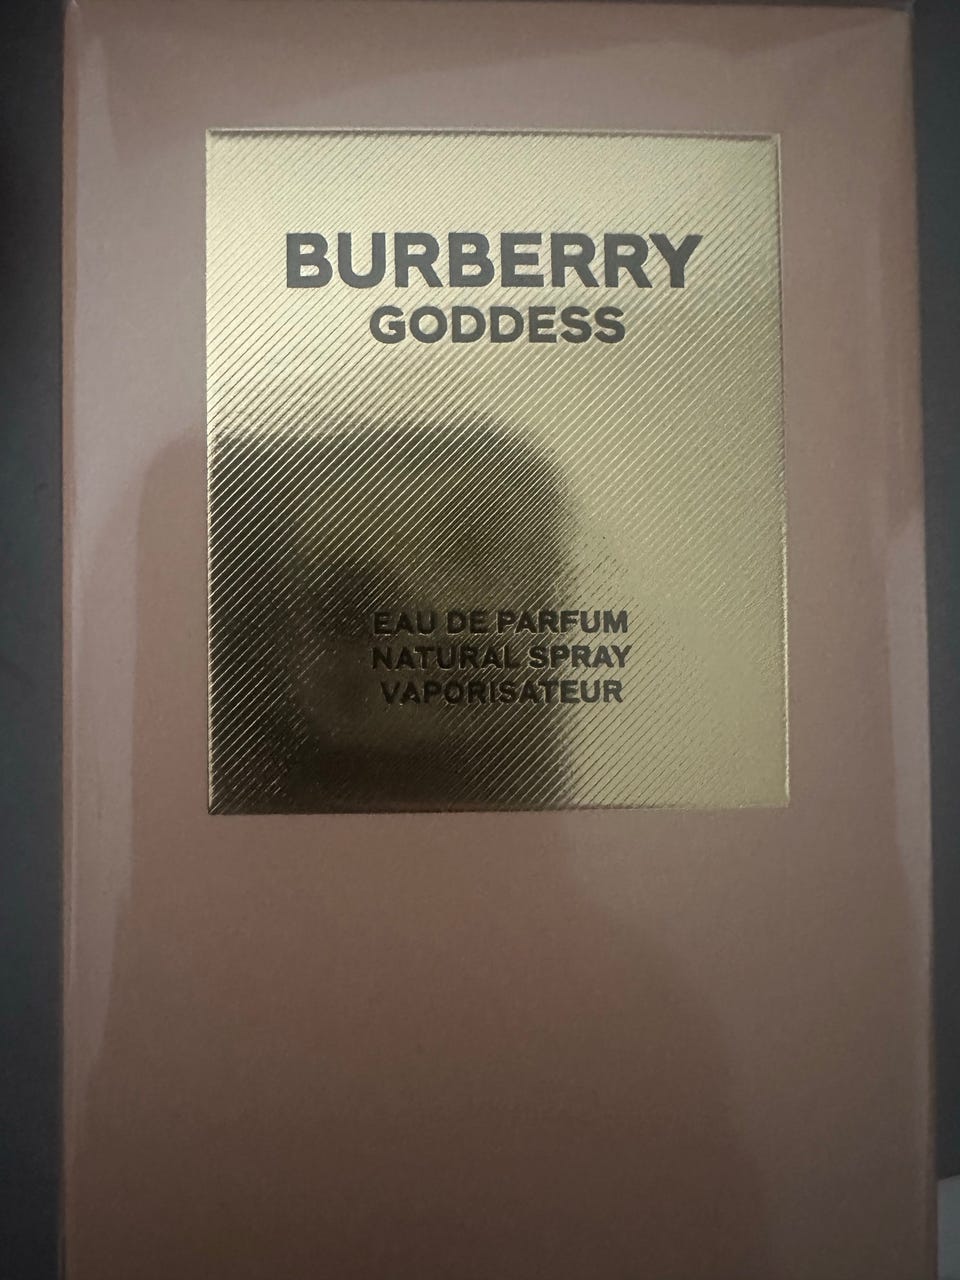 BURBERRY
GODDESS
EAU DE PARFUM
NATURAL SPRAY
VAPORISATEUR